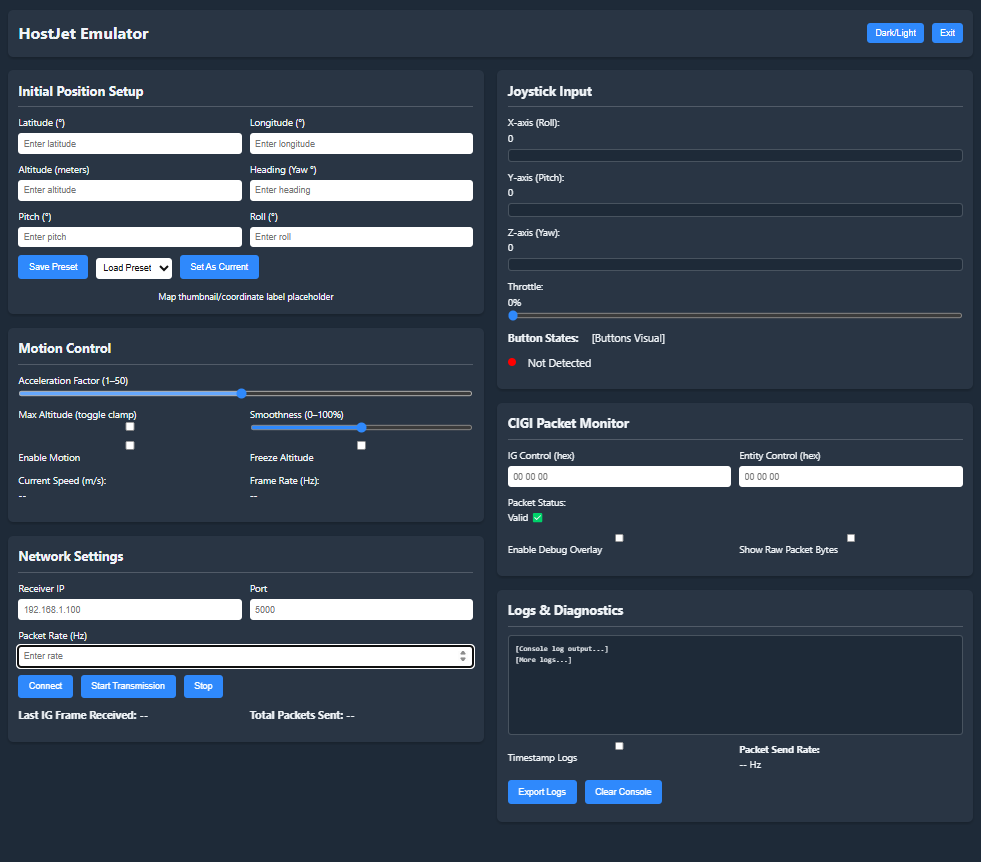 HostJet Emulator
Dark/Light
Exit
Initial Position Setup
Latitude (°)
Longitude (°)
Enter latitude
Enter longitude
Altitude (meters)
Heading (Yaw °)
Enter altitude
Enter heading
Pitch (°)
Roll (°)
Enter pitch
Enter roll
Save Preset
Load Preset
Set As Current
Map thumbnail/coordinate label placeholder
Motion Control
Acceleration Factor (1–50)
Max Altitude (toggle clamp)
Smoothness (0–100%)
Enable Motion
Freeze Altitude
Current Speed (m/s):
Frame Rate (Hz):
--
--
Network Settings
Receiver IP
Port
192.168.1.100
5000
Packet Rate (Hz)
Enter rate
Connect
Start Transmission
Stop
Last IG Frame Received: --
Total Packets Sent: --
Joystick Input
X-axis (Roll):
0
Y-axis (Pitch):
0
Z-axis (Yaw):
0
Throttle:
0%
Button States: [Buttons Visual]
Not Detected
CIGI Packet Monitor
IG Control (hex)
Entity Control (hex)
00 00 00
00 00 00
Packet Status:
Valid ✅
Enable Debug Overlay
Show Raw Packet Bytes
Logs & Diagnostics
[Console log output...]
[More logs...]
Timestamp Logs
Packet Send Rate:
-- Hz
Export Logs
Clear Console